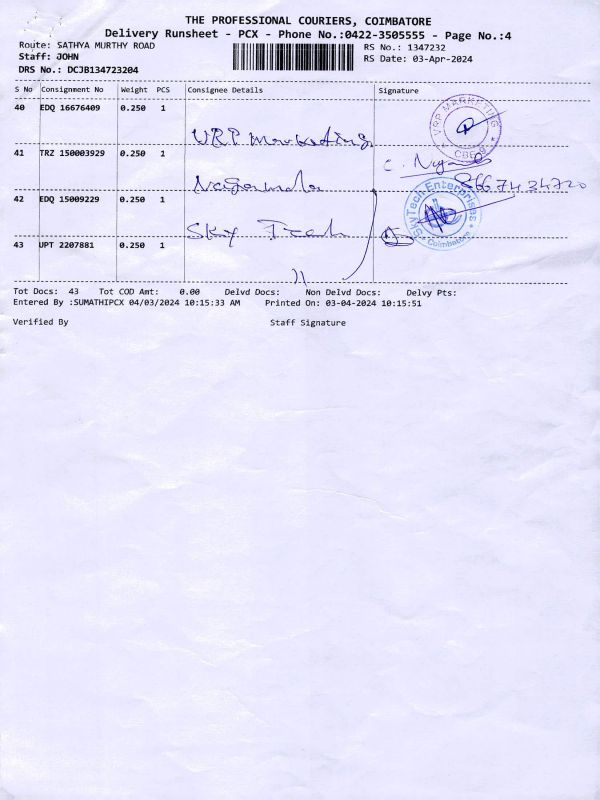 THE PROFESSIONAL COURIERS, COIMBATORE
Delivery Runsheet - PCX - Phone No.:0422-3505555 - Page No.:4
Route: SATHYA MURTHY ROAD
RS No.: 1347232
Staff: JOHN
RS Date: 03-Apr-2024
DRS No.: DCJB134723204
S No Consignment No Weight PCS Consignee Details Signature
40 EDQ 16676409 0.250 1
VRP Marketing
VRP MARKETING
CBE-9
41 TRZ 150003929 0.250 1
42 EDQ 15009229 0.250 1
Sky Tech
SkyTech Enterprises
Coimbatore
43 UPT 2207881 0.250 1
Tot Docs: 43 Tot COD Amt: 0.00 Delvd Docs: Non Delvd Docs: Delvy Pts:
Entered By :SUMATHIPCX 04/03/2024 10:15:33 AM Printed On: 03-04-2024 10:15:51
Verified By Staff Signature